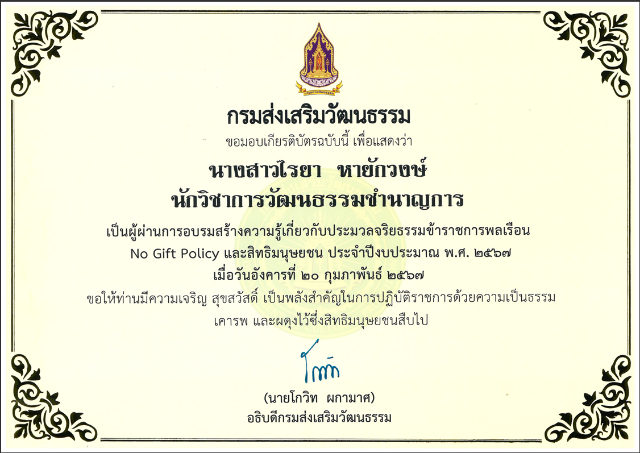 กรมส่งเสริมวัฒนธรรม
ขอมอบเกียรติบัตรฉบับนี้ เพื่อแสดงว่า
นางสาวไรยา หายักวงษ์
นักวิชาการวัฒนธรรมชำนาญการ
เป็นผู้ผ่านการอบรมสร้างความรู้เกี่ยวกับประมวลจริยธรรมข้าราชการพลเรือน
No Gift Policy และสิทธิมนุษยชน ประจำปีงบประมาณ พ.ศ. ๒๕๖๗
เมื่อวันอังคารที่ ๒๐ กุมภาพันธ์ ๒๕๖๗
ขอให้ท่านมีความเจริญ สุขสวัสดิ์ เป็นพลังสำคัญในการปฏิบัติราชการด้วยความเป็นธรรม
เคารพ และผดุงไว้ซึ่งสิทธิมนุษยชนสืบไป
(นายโกวิท ผกามาศ)
อธิบดีกรมส่งเสริมวัฒนธรรม